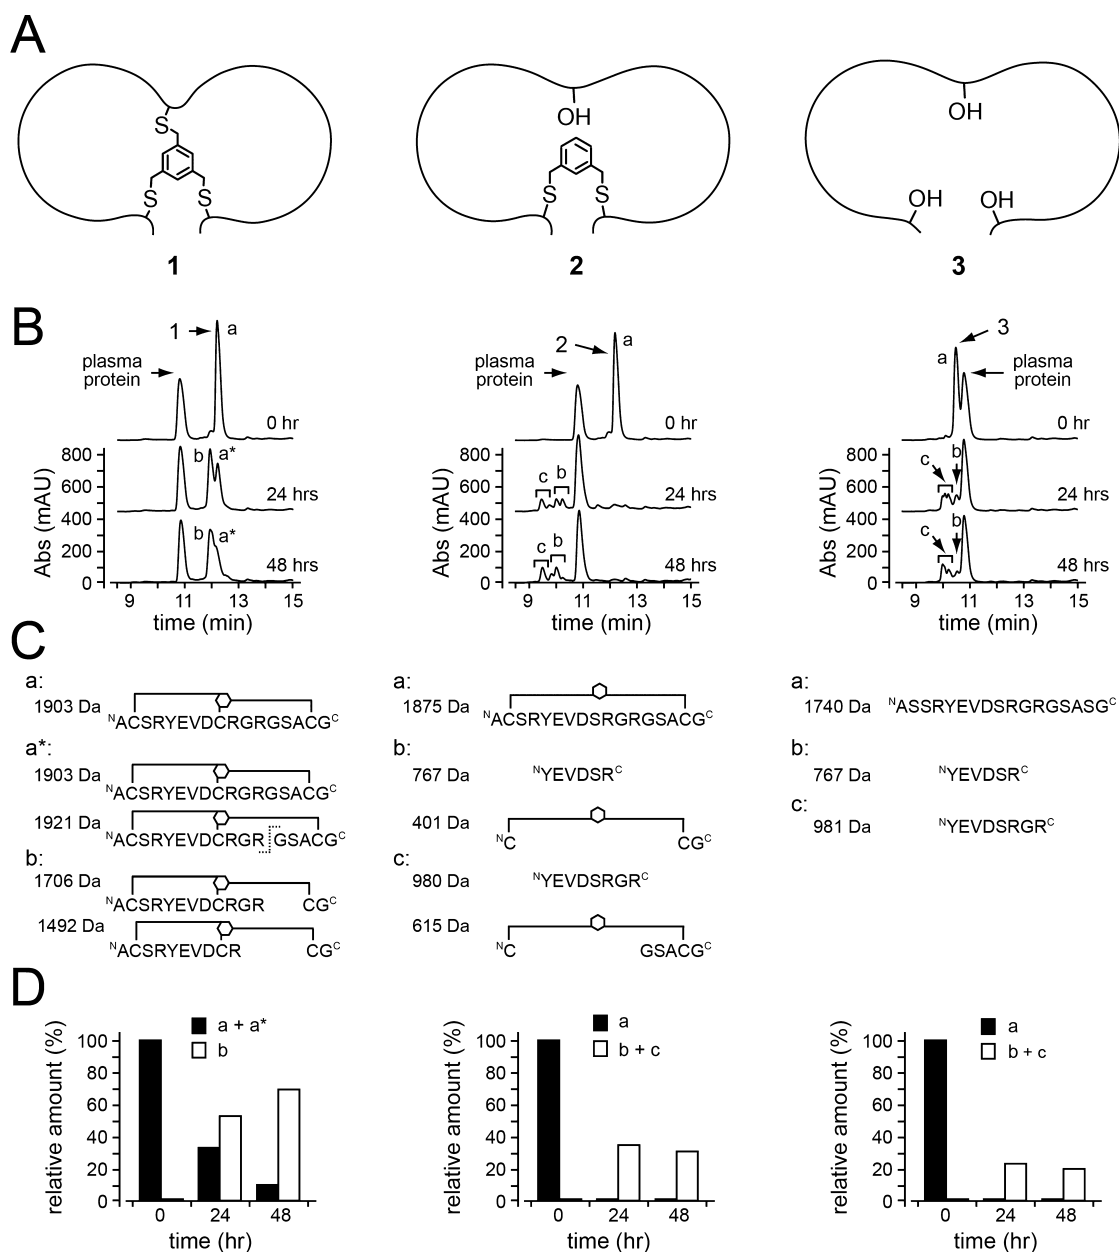 A
S
S
S
1
OH
S
S
2
OH
OH
OH
3
B
1
a
plasma
protein
0 hr
800
600
400
200
0
Abs (mAU)
b
a*
24 hrs
b
a*
48 hrs
9
11
13
15
time (min)
2
a
plasma
protein
0 hr
800
600
400
200
0
Abs (mAU)
c
b
24 hrs
c
b
48 hrs
9
11
13
15
time (min)
3
a
plasma
protein
0 hr
800
600
400
200
0
Abs (mAU)
c
b
24 hrs
c
b
48 hrs
9
11
13
15
time (min)
C
a:
1903 Da
NACSRYEVDCRGRGSACGC
a*:
1903 Da
NACSRYEVDCRGRGSACGC
1921 Da
NACSRYEVDCRGR GSACGC
b:
1706 Da
NACSRYEVDCRGR CGC
1492 Da
NACSRYEVDCR CGC
a:
1875 Da
NACSRYEVDSRGRGSACGC
b:
767 Da
NYEVDSRC
401 Da
NC CGC
c:
980 Da
NYEVDSRGRC
615 Da
NC GSACGC
a:
1740 Da
NASSRYEVDSRGRGSASGC
b:
767 Da
NYEVDSRC
c:
981 Da
NYEVDSRGRC
D
relative amount (%)
100
80
60
40
20
0
a + a*
b
0
24
48
time (hr)
relative amount (%)
100
80
60
40
20
0
a
b + c
0
24
48
time (hr)
relative amount (%)
100
80
60
40
20
0
a
b + c
0
24
48
time (hr)